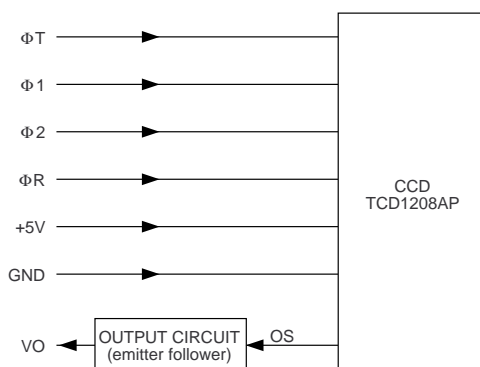 ΦT
Φ1
Φ2
ΦR
+5V
GND
VO
OUTPUT CIRCUIT
(emitter follower)
OS
CCD
TCD1208AP